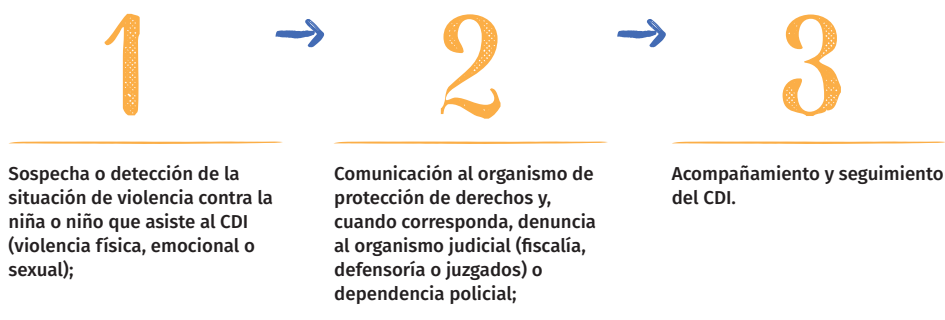 1
Sospecha o detección de la
situación de violencia contra la
niña o niño que asiste al CDI
(violencia física, emocional o
sexual);
2
Comunicación al organismo de
protección de derechos y,
cuando corresponda, denuncia
al organismo judicial (fiscalía,
defensoría o juzgados) o
dependencia policial;
3
Acompañamiento y seguimiento
del CDI.